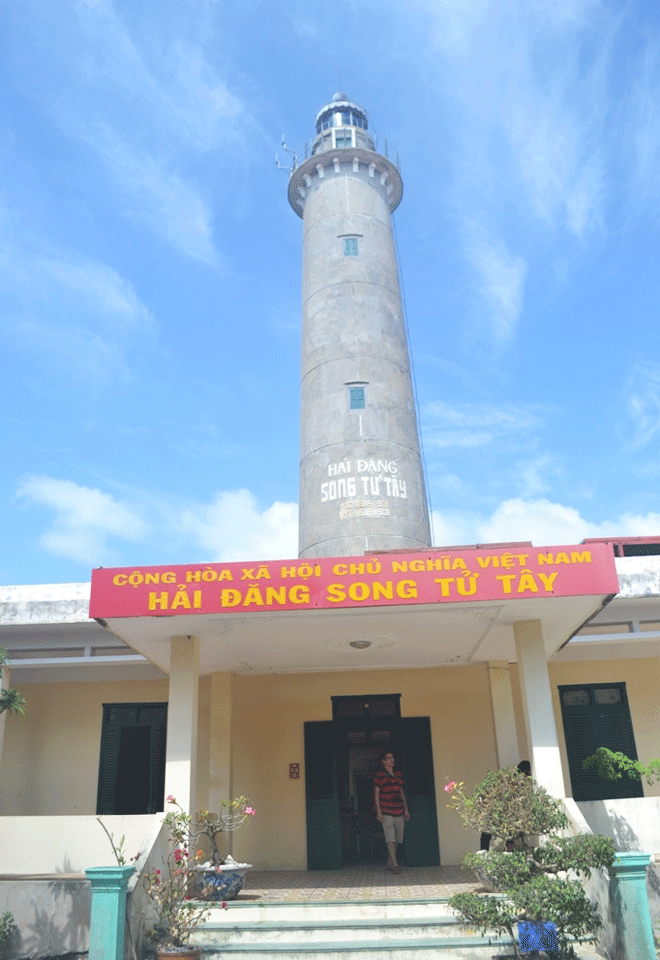 HẢI ĐĂNG
SONG TỬ TÂY
CỘNG HÒA XÃ HỘI CHỦ NGHĨA VIỆT NAM
HẢI ĐĂNG SONG TỬ TÂY